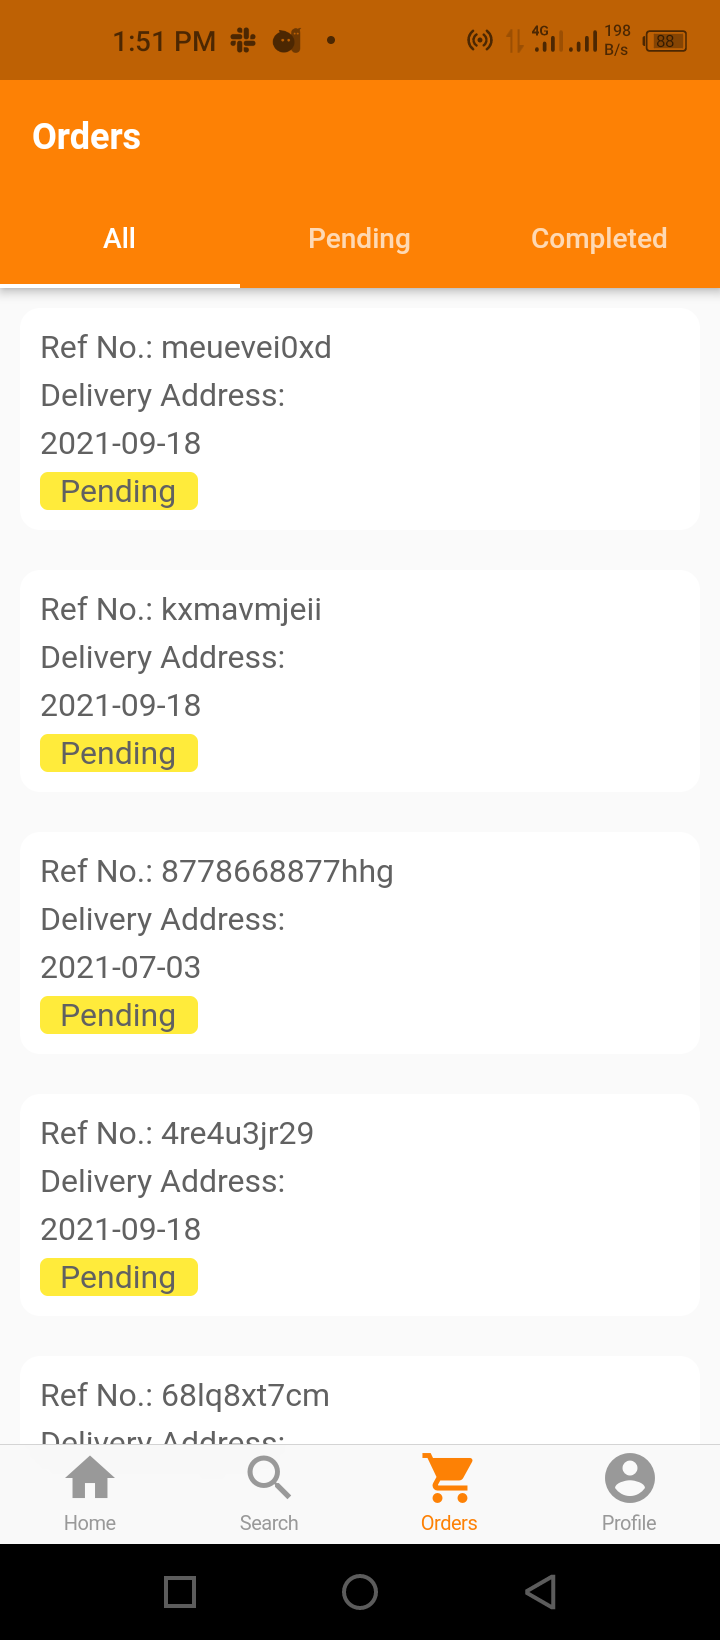 1:51 PM 4G 198 B/s 88
Orders
All Pending Completed
Ref No.: meuevei0xd
Delivery Address:
2021-09-18
Pending
Ref No.: kxmavmjeii
Delivery Address:
2021-09-18
Pending
Ref No.: 8778668877hhg
Delivery Address:
2021-07-03
Pending
Ref No.: 4re4u3jr29
Delivery Address:
2021-09-18
Pending
Ref No.: 68lq8xt7cm
Delivery Address:
Home Search Orders Profile